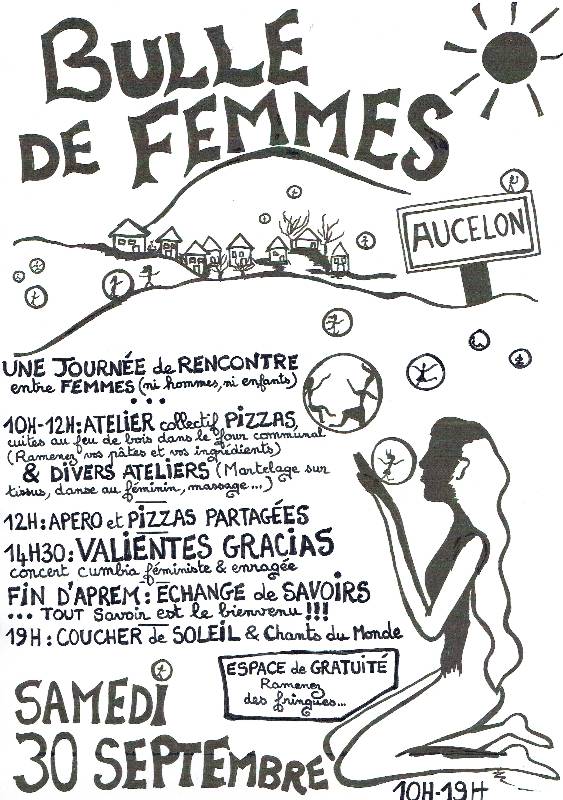 BULLE
DE FEMMES
AUCELON
UNE JOURNÉE de RENCONTRE
entre FEMMES (ni hommes, ni enfants)
...
10H-12H: ATELIER collectif PIZZAS,
cuites au feu de bois dans le four communal
(Ramenez vos pâtes et vos ingrédients)
& DIVERS ATELIERS (Martelage sur
tissus, danse au féminin, massage...)
12H: APERO et PIZZAS PARTAGÉES
14H30: VALIENTES GRACIAS
concert cumbia féministe & enragée
FIN D'APREM: ECHANGE de SAVOIRS
... TOUT Savoir est le bienvenu !!!
19H: COUCHER de SOLEIL & Chants du Monde
ESPACE de GRATUITÉ
Ramenez
des fringues...
SAMEDI
30 SEPTEMBRE
10H-19H